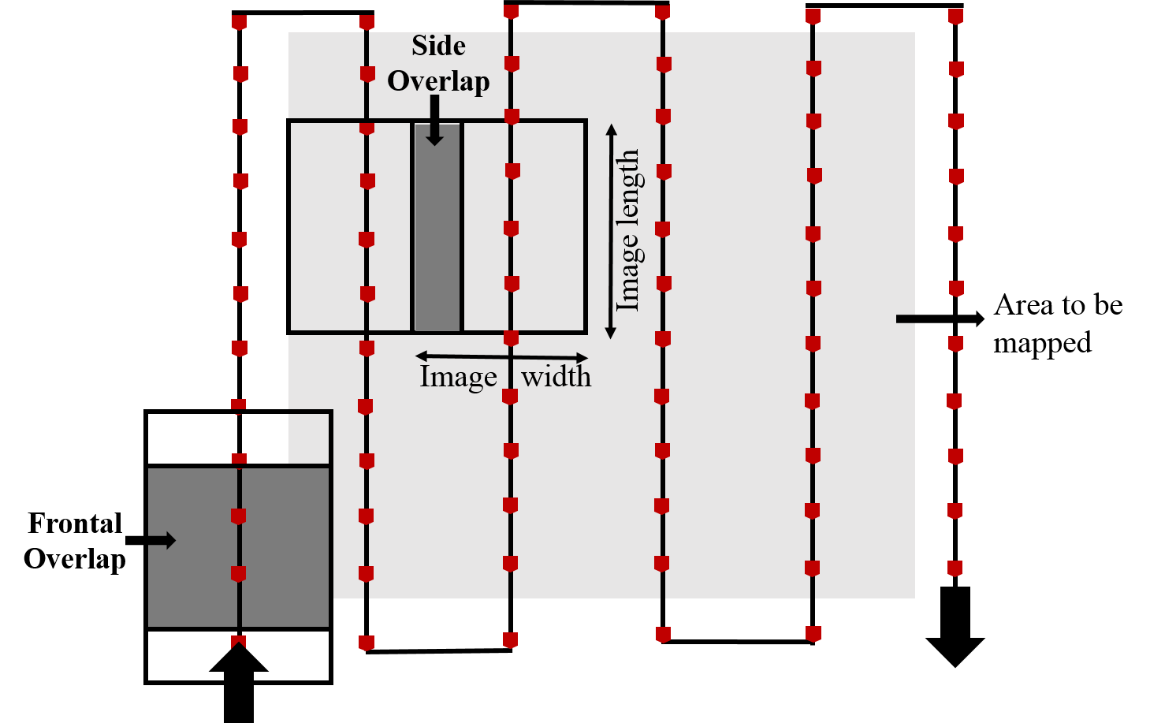 Side
Overlap
Image length
Area to be
mapped
Image width
Frontal
Overlap